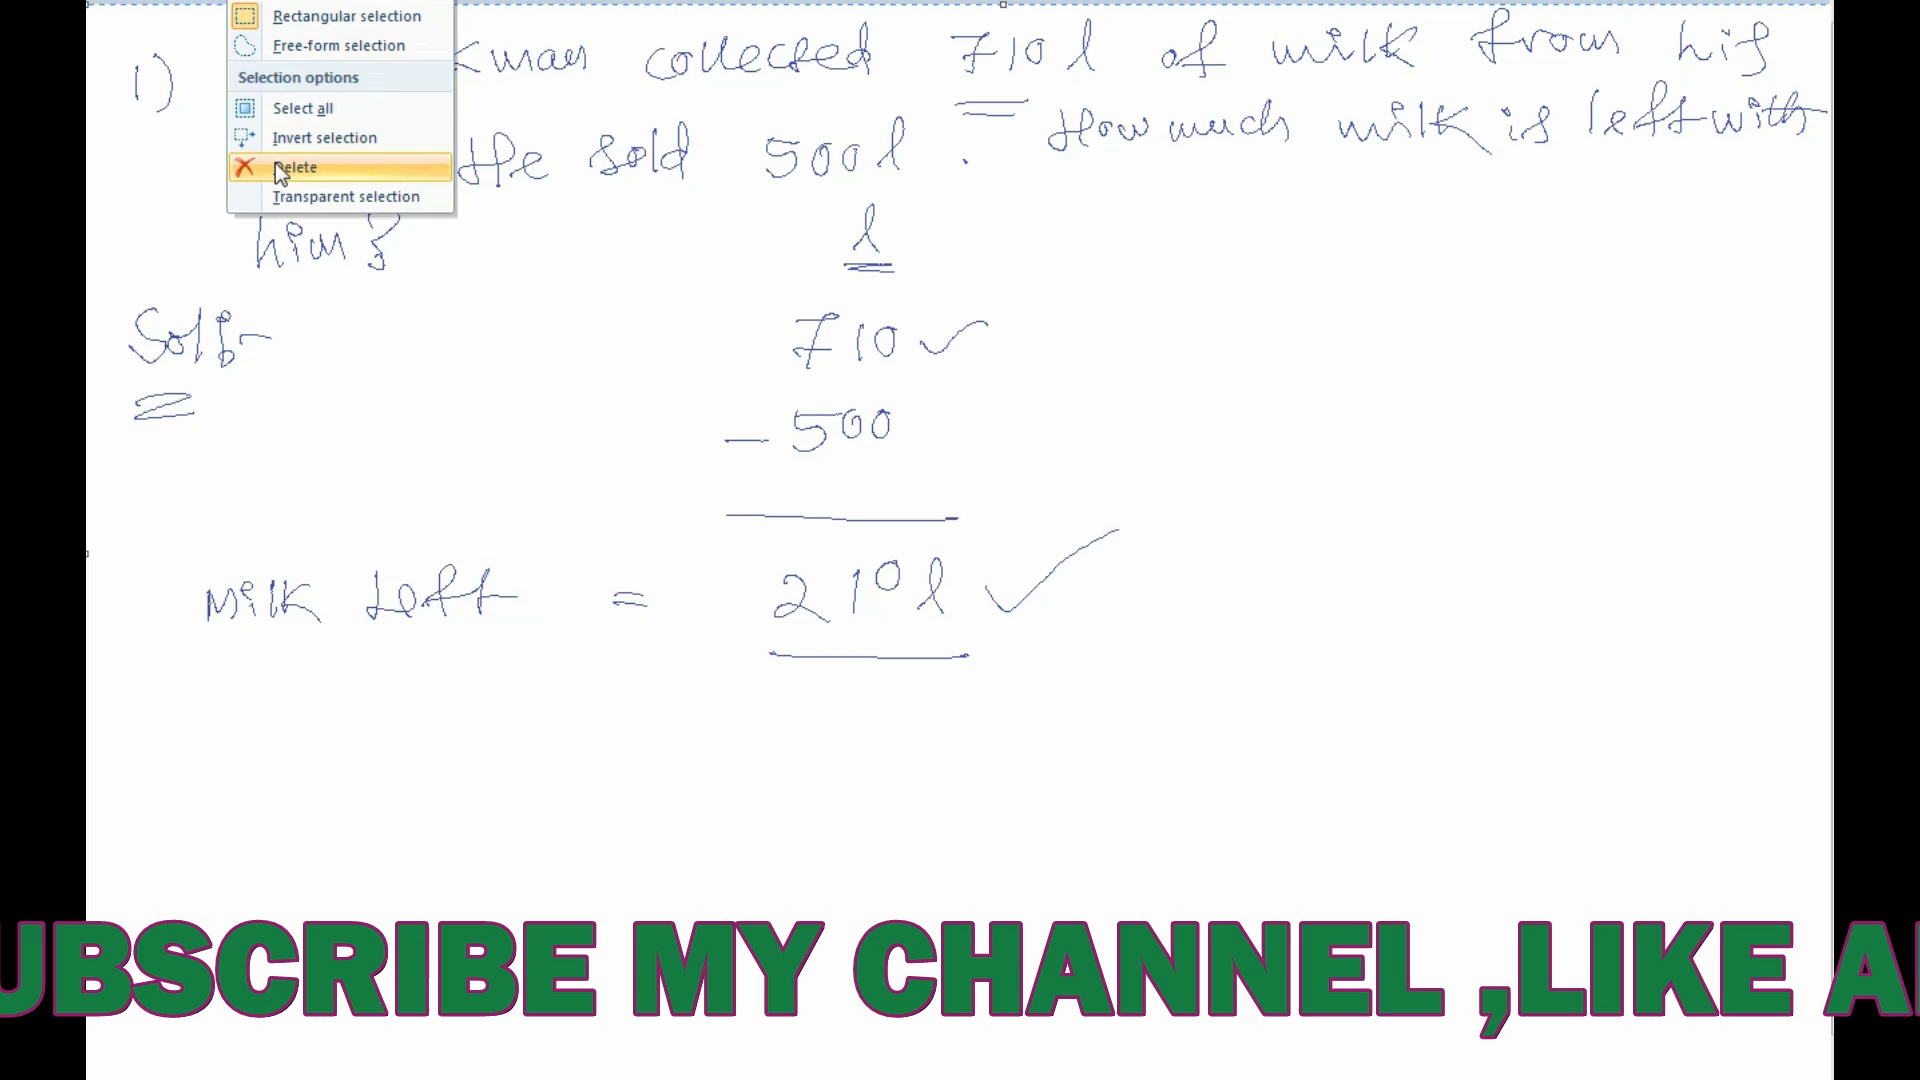 Rectangular selection
Free-form selection
Selection options
Select all
Invert selection
Delete
Transparent selection
1) kman collected 710 l of milk from his
He sold 500 l . How much milk is left with
him ?
l
Sol:-
710
- 500
Milk Left = 210 l
UBSCRIBE MY CHANNEL ,LIKE A